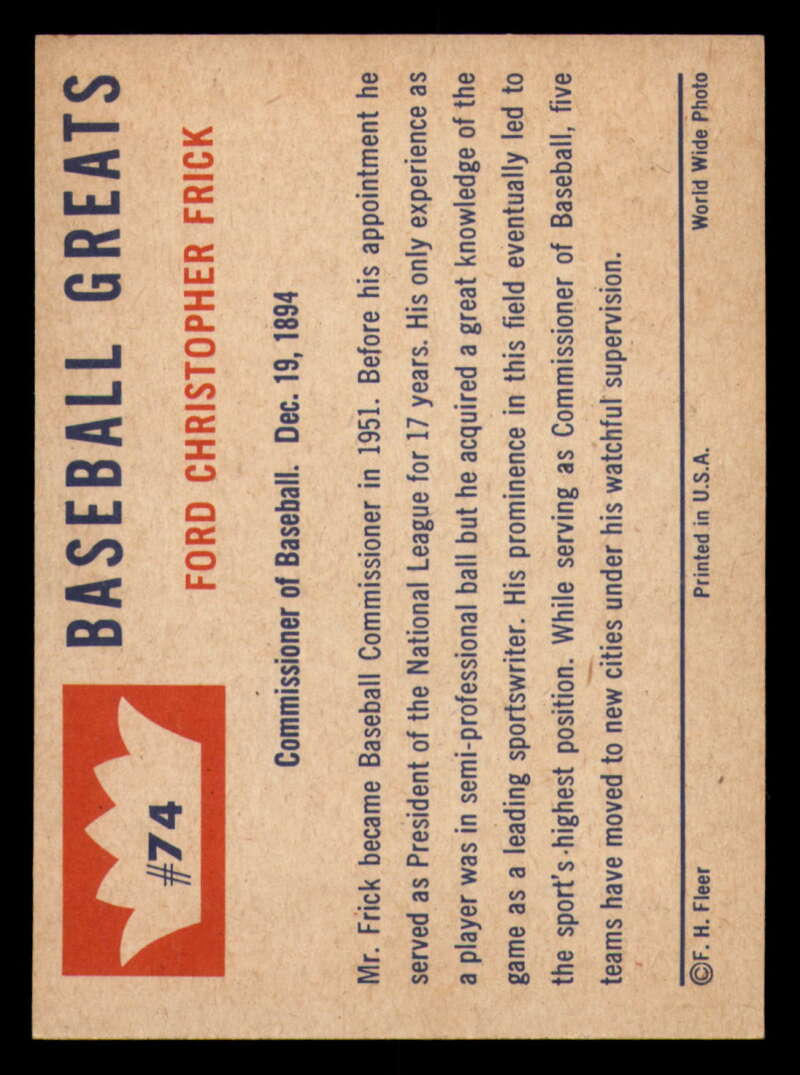 #74
BASEBALL GREATS
FORD CHRISTOPHER FRICK
Commissioner of Baseball. Dec. 19, 1894
Mr. Frick became Baseball Commissioner in 1951. Before his appointment he
served as President of the National League for 17 years. His only experience as
a player was in semi-professional ball but he acquired a great knowledge of the
game as a leading sportswriter. His prominence in this field eventually led to
the sport's highest position. While serving as Commissioner of Baseball, five
teams have moved to new cities under his watchful supervision.
©F. H. Fleer Printed in U.S.A. World Wide Photo